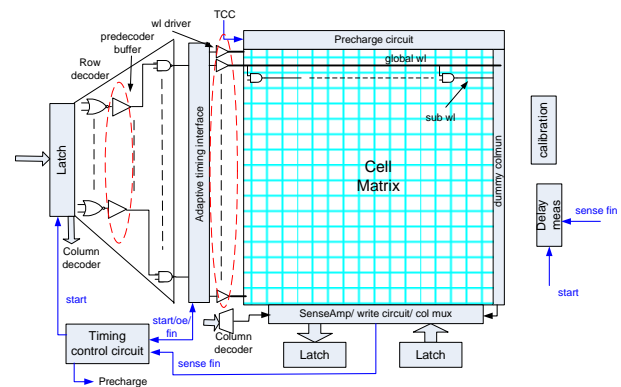 TCC
wl driver
predecoder
buffer
Row
decoder
Precharge circuit
global wl
sub wl
Latch
Adaptive timing interface
Cell
Matrix
dummy colmun
calibration
Delay
meas
sense fin
start
Column
decoder
start
start/oe/
fin
Column
decoder
SenseAmp/ write circuit/ col mux
Timing
control circuit
sense fin
Latch
Latch
Precharge